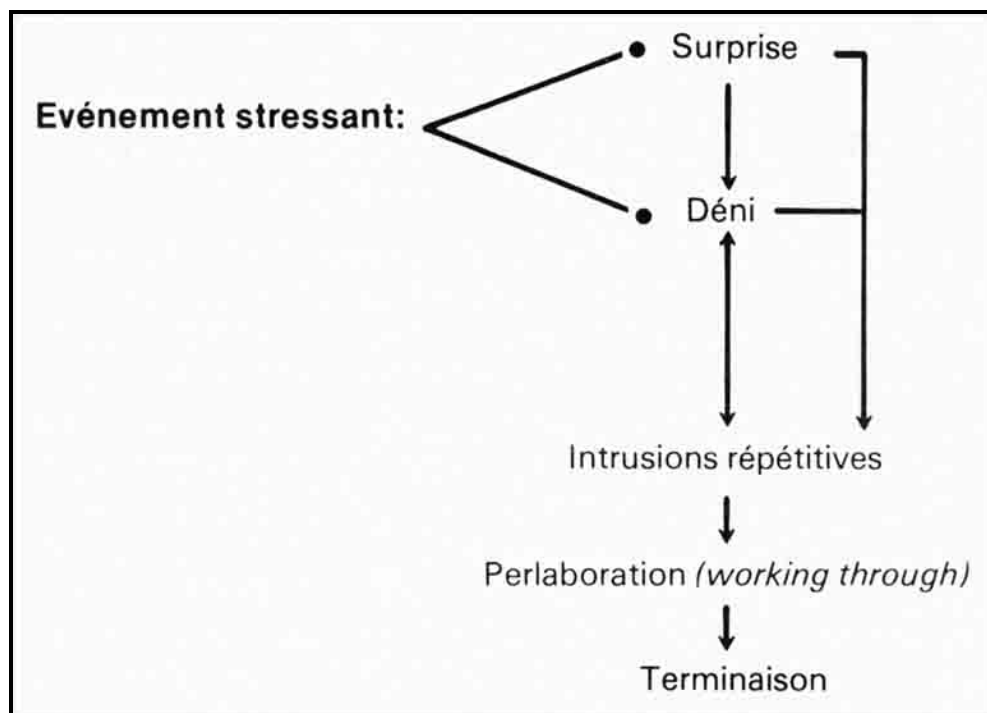 Surprise
Evénement stressant:
Déni
Intrusions répétitives
Perlaboration (working through)
Terminaison